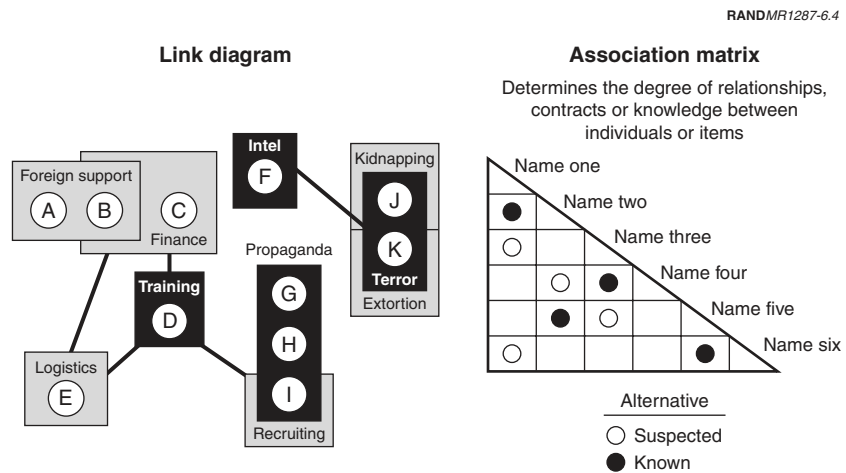 RANDMR1287-6.4
Link diagram
Association matrix
Determines the degree of relationships,
contracts or knowledge between
individuals or items
Foreign support
A
B
C
Finance
Intel
F
Kidnapping
J
K
Terror
Extortion
Training
D
Propaganda
G
H
I
Recruiting
Logistics
E
Name one
Name two
Name three
Name four
Name five
Name six
Alternative
Suspected
Known